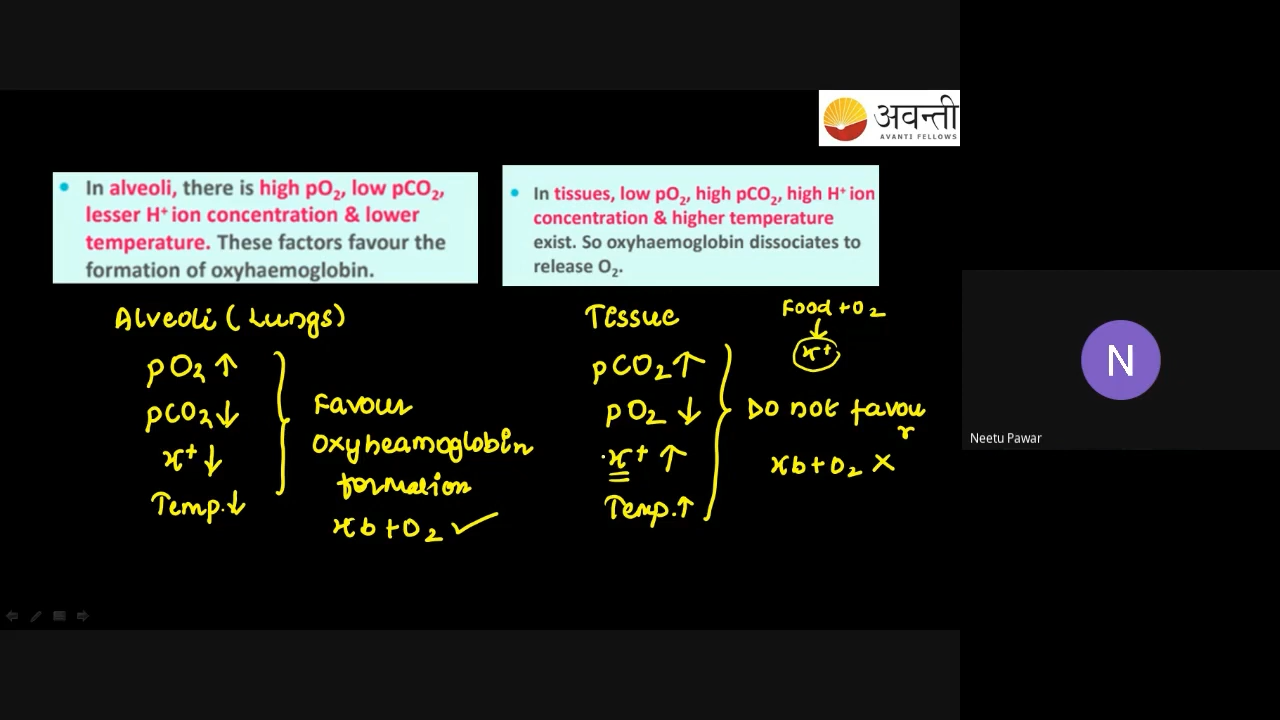 अवन्ती
AVANTI FELLOWS
• In alveoli, there is high pO₂, low pCO₂,
lesser H⁺ ion concentration & lower
temperature. These factors favour the
formation of oxyhaemoglobin.
• In tissues, low pO₂, high pCO₂, high H⁺ ion
concentration & higher temperature
exist. So oxyhaemoglobin dissociates to
release O₂.
Alveoli (Lungs)
pO₂ ↑
pCO₂ ↓
H⁺ ↓
Temp. ↓
Favour
Oxyheamoglobin
formation
Hb + O₂ ✓
Tissue
pCO₂ ↑
pO₂ ↓
H⁺ ↑
Temp. ↑
Food + O₂
↓
H⁺
Do not favou
r
Hb + O₂ ✗
N
Neetu Pawar